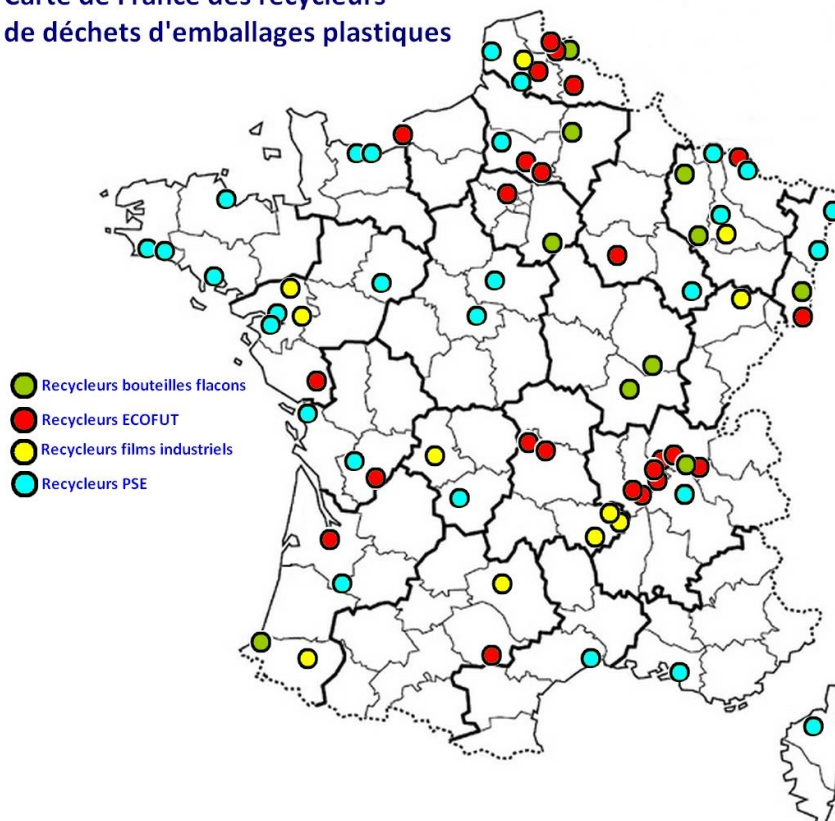 Carte de France des recycleurs
de déchets d'emballages plastiques
Recycleurs bouteilles flacons
Recycleurs ECOFUT
Recycleurs films industriels
Recycleurs PSE